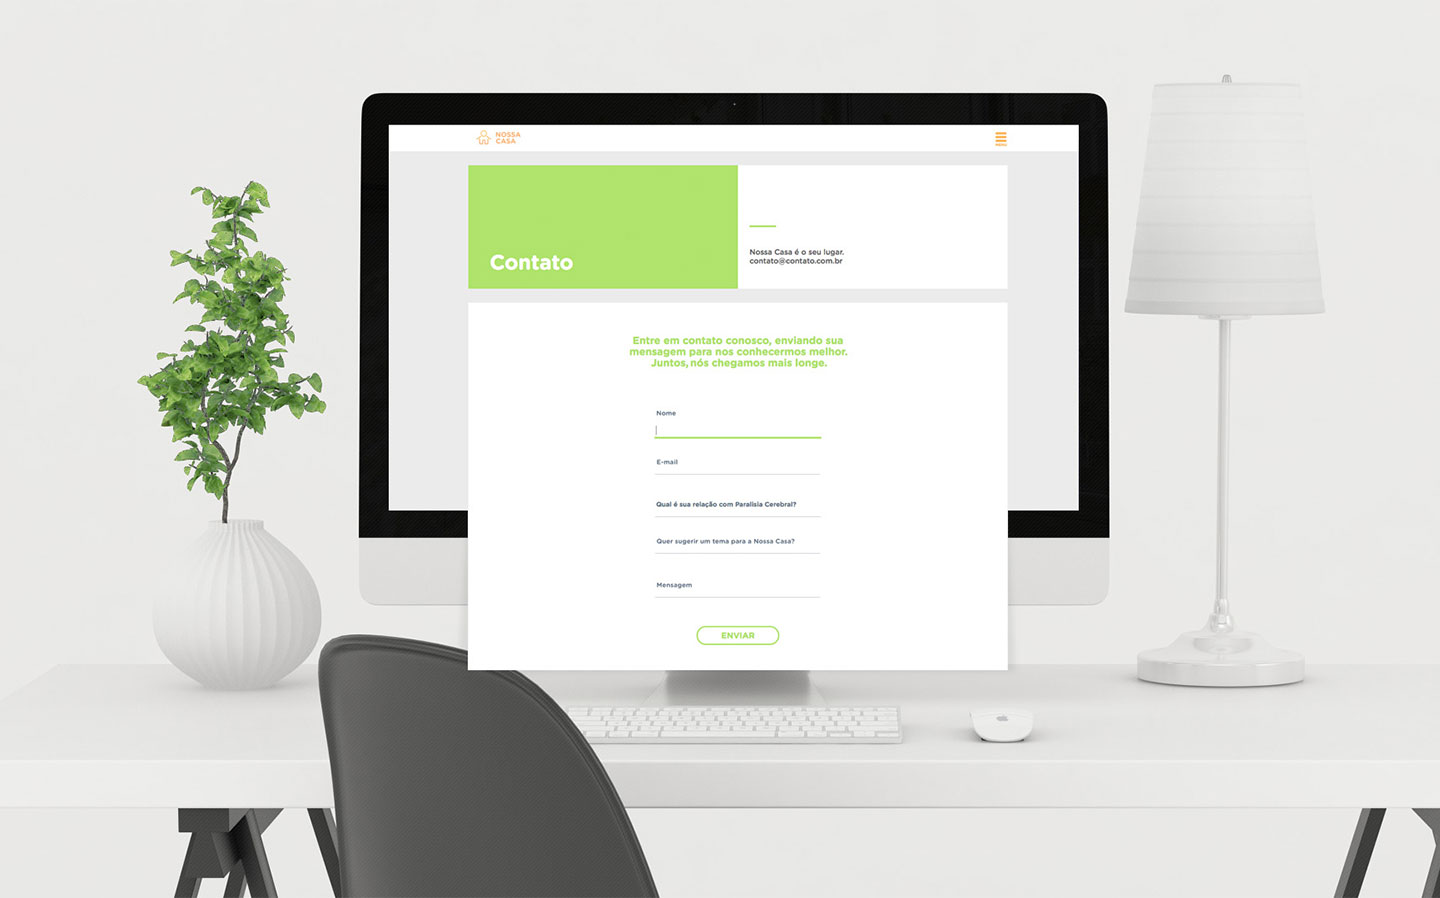 NOSSA
CASA
MENU
Contato
Nossa Casa é o seu lugar.
contato@contato.com.br
Entre em contato conosco, enviando sua
mensagem para nos conhecermos melhor.
Juntos, nós chegamos mais longe.
Nome
E-mail
Qual é sua relação com Paralisia Cerebral?
Quer sugerir um tema para a Nossa Casa?
Mensagem
ENVIAR